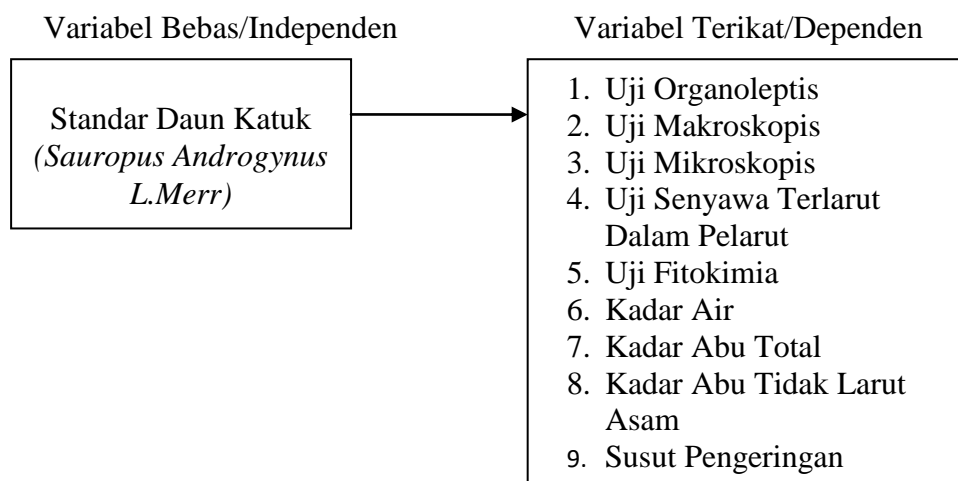 Variabel Bebas/Independen
Standar Daun Katuk
(Sauropus Androgynus
L.Merr)
Variabel Terikat/Dependen
1. Uji Organoleptis
2. Uji Makroskopis
3. Uji Mikroskopis
4. Uji Senyawa Terlarut
Dalam Pelarut
5. Uji Fitokimia
6. Kadar Air
7. Kadar Abu Total
8. Kadar Abu Tidak Larut
Asam
9. Susut Pengeringan